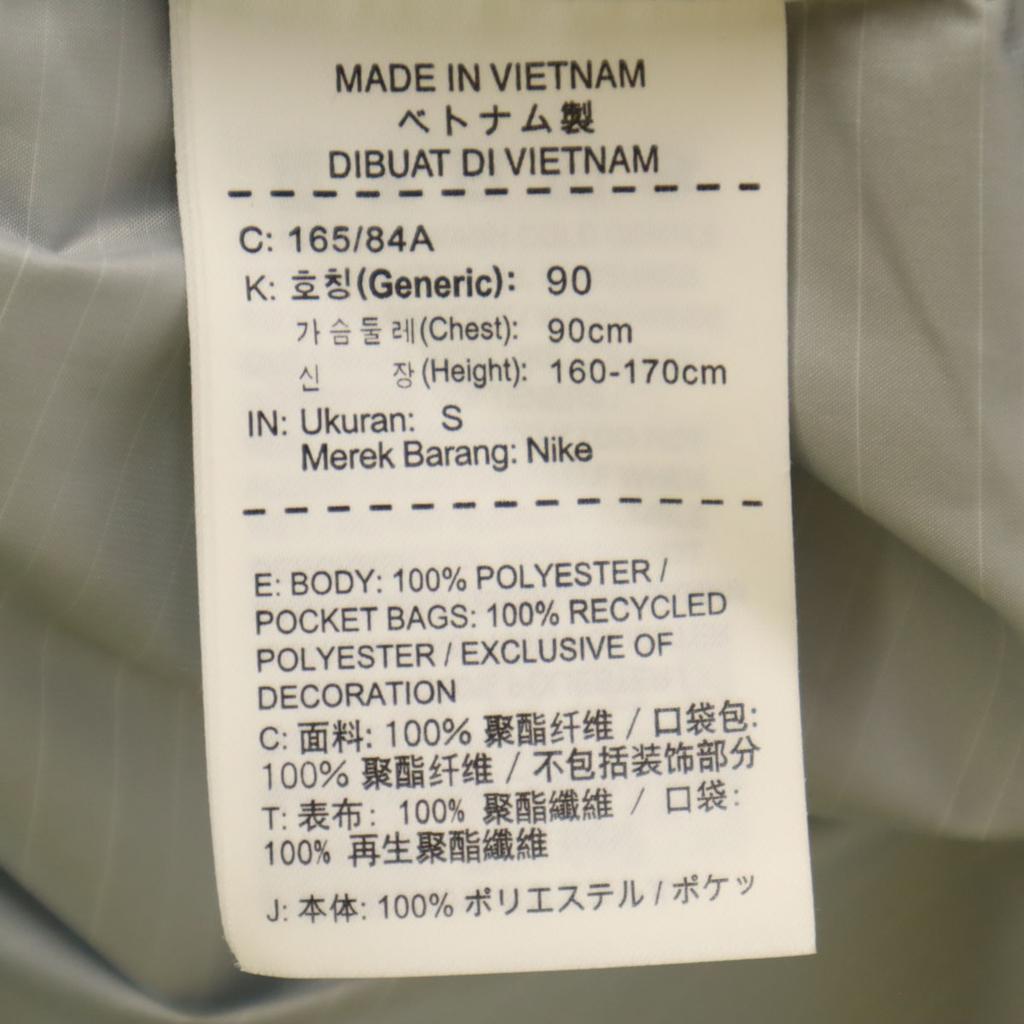 MADE IN VIETNAM
ベトナム製
DIBUAT DI VIETNAM
C: 165/84A
K: 호칭(Generic): 90
가슴둘레(Chest): 90cm
신 장(Height): 160-170cm
IN: Ukuran: S
Merek Barang: Nike
E: BODY: 100% POLYESTER /
POCKET BAGS: 100% RECYCLED
POLYESTER / EXCLUSIVE OF
DECORATION
C: 面料: 100% 聚酯纤维 / 口袋包:
100% 聚酯纤维 / 不包括装饰部分
T: 表布: 100% 聚酯纖維 / 口袋:
100% 再生聚酯纖維
J: 本体: 100% ポリエステル / ポケッ